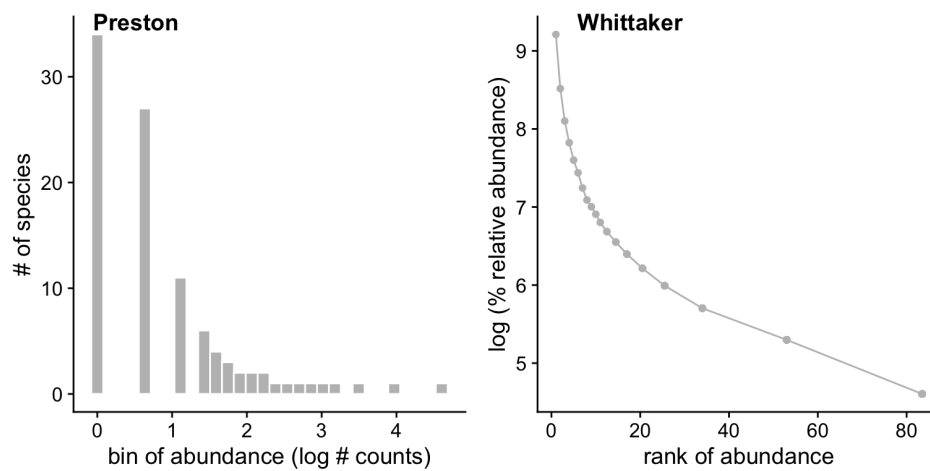 Preston
# of species
30
20
10
0
0 1 2 3 4
bin of abundance (log # counts)
Whittaker
log (% relative abundance)
9
8
7
6
5
0 20 40 60 80
rank of abundance